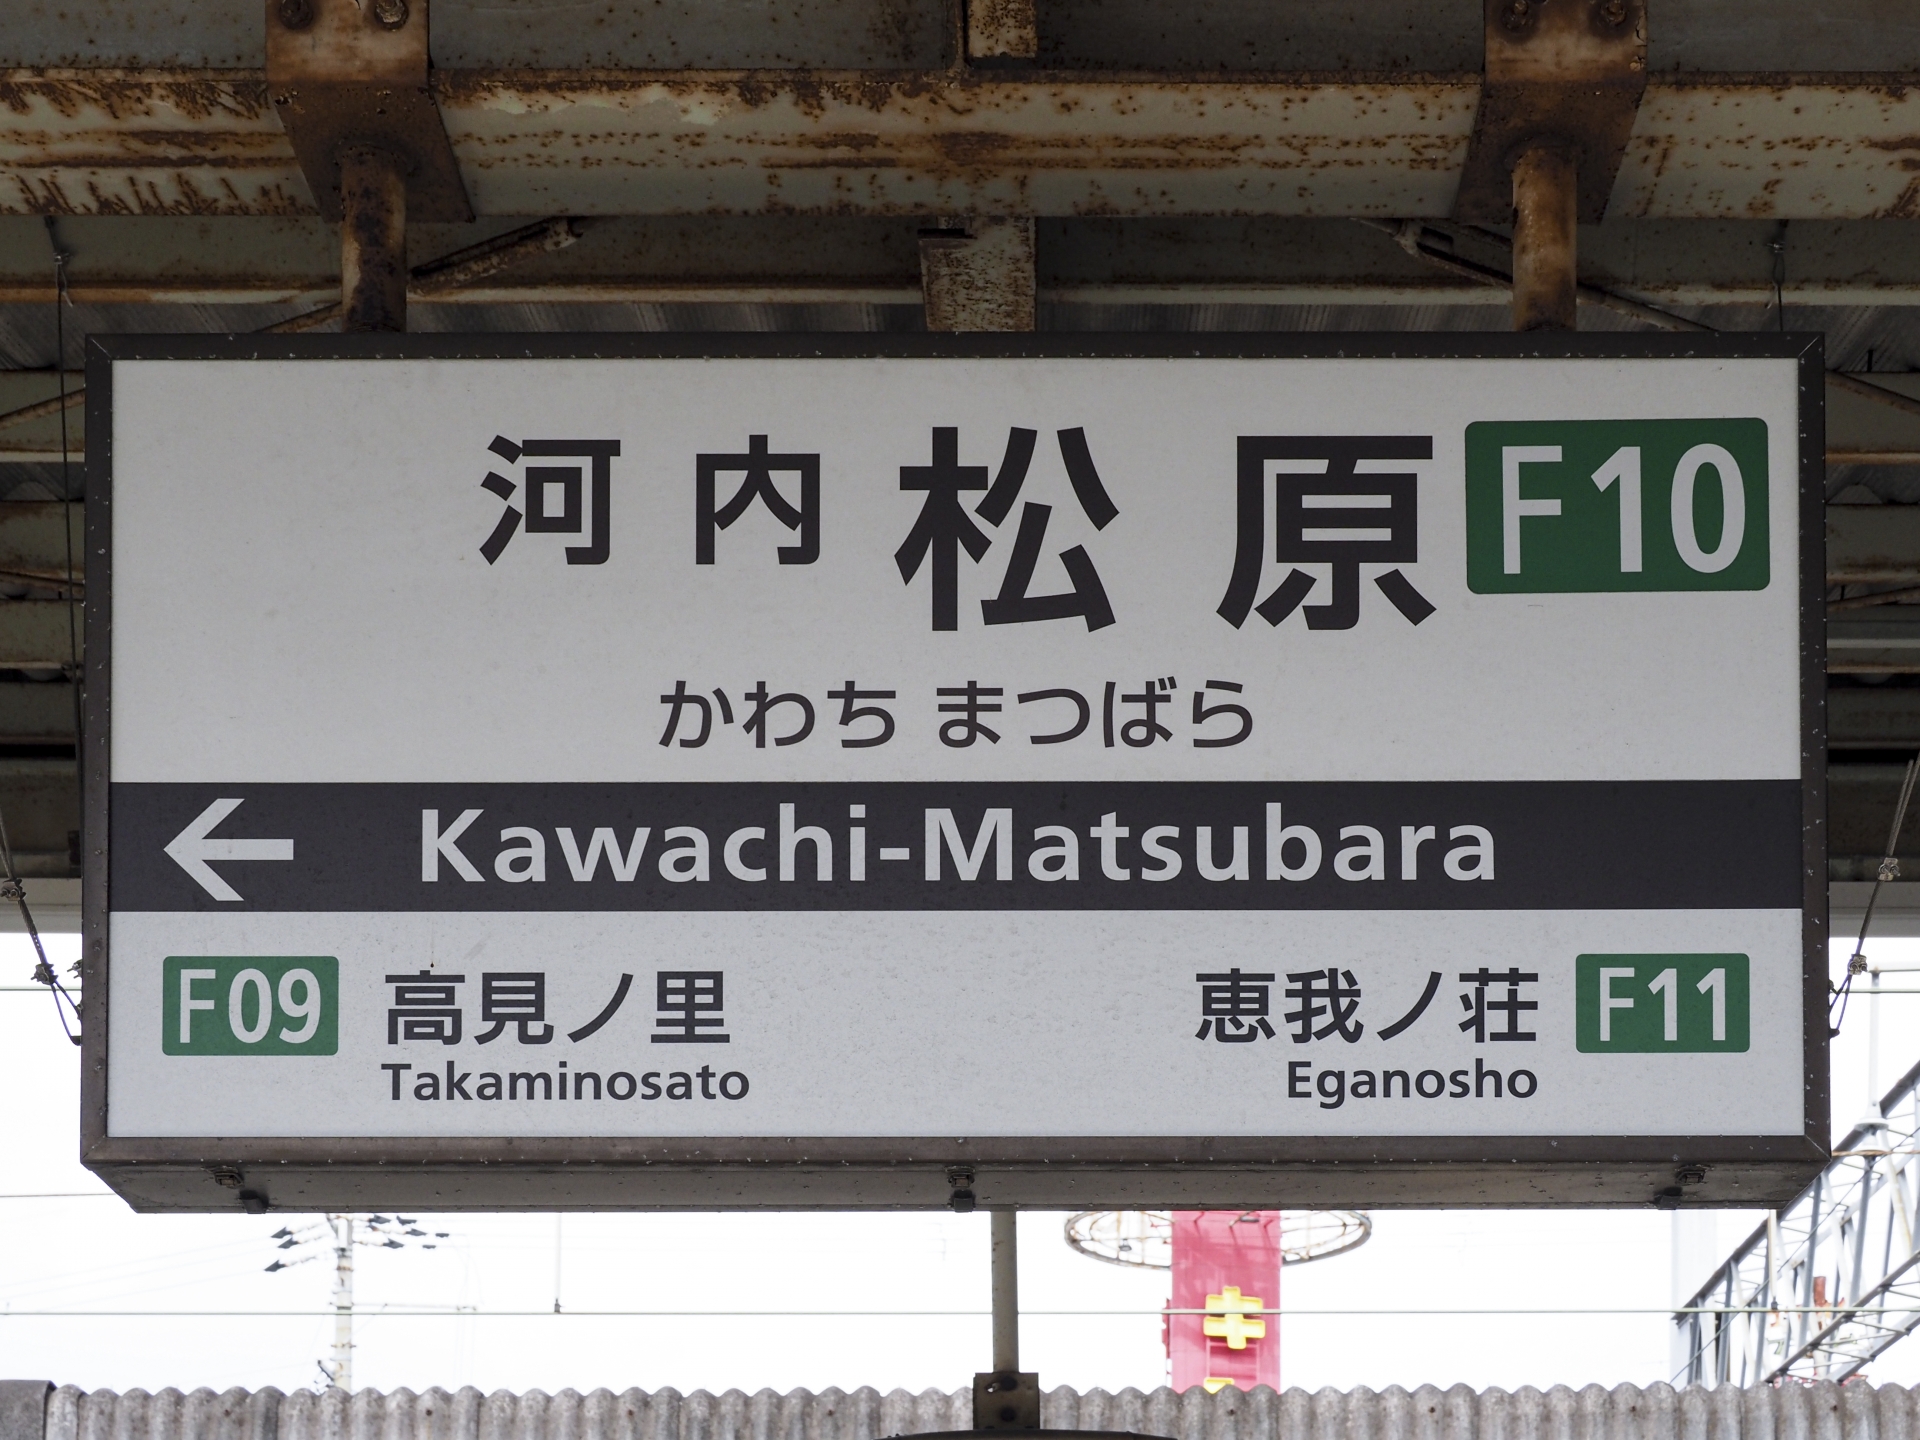 河内松原 F10
かわち まつばら
← Kawachi-Matsubara
F09 高見ノ里 恵我ノ荘 F11
Takaminosato Eganosho